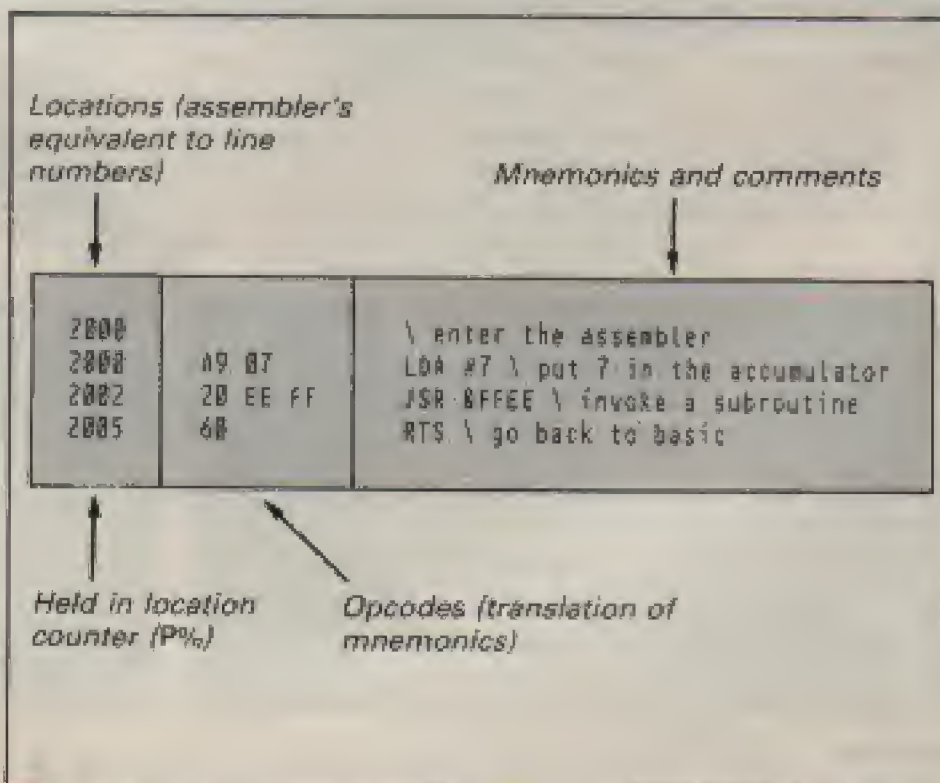 Locations (assembler's
equivalent to line
numbers)
Mnemonics and comments
2000 \ enter the assembler
2000 A9 07 LDA #7 \ put 7 in the accumulator
2002 20 EE FF JSR &FFEE \ invoke a subroutine
2005 60 RTS \ go back to basic
Held in location
counter (P%)
Opcodes (translation of
mnemonics)